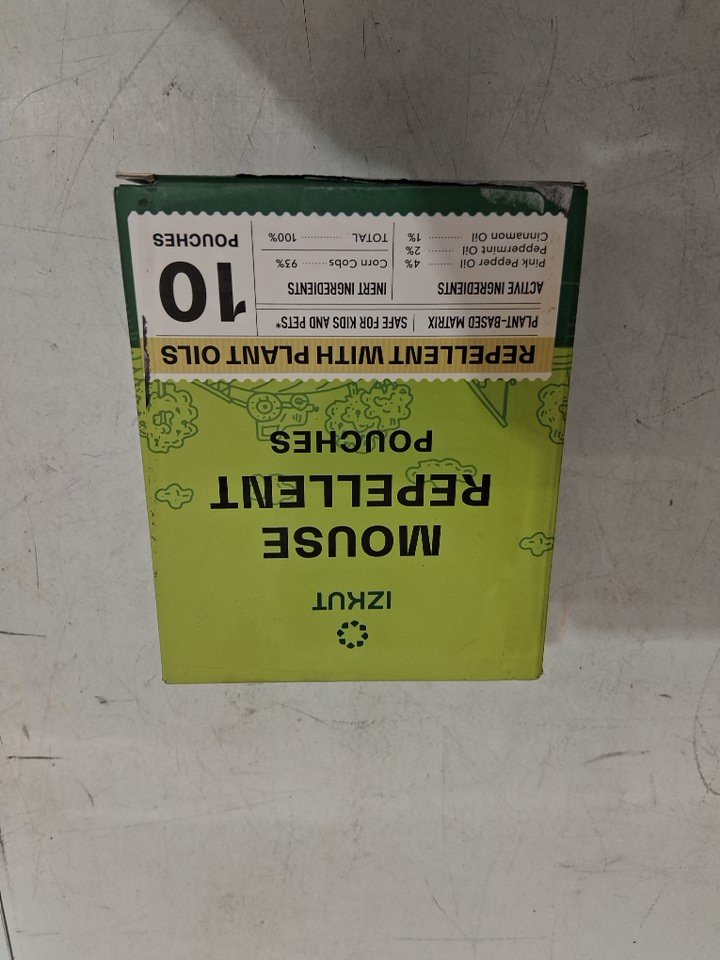 IZKUT
MOUSE
REPELLENT
POUCHES
REPELLENT WITH PLANT OILS
PLANT-BASED MATRIX | SAFE FOR KIDS AND PETS*
ACTIVE INGREDIENTS
Pink Pepper Oil ........ 4%
Peppermint Oil ........ 2%
Cinnamon Oil ........ 1%
INERT INGREDIENTS
Corn Cobs ........ 93%
TOTAL ........ 100%
10
POUCHES